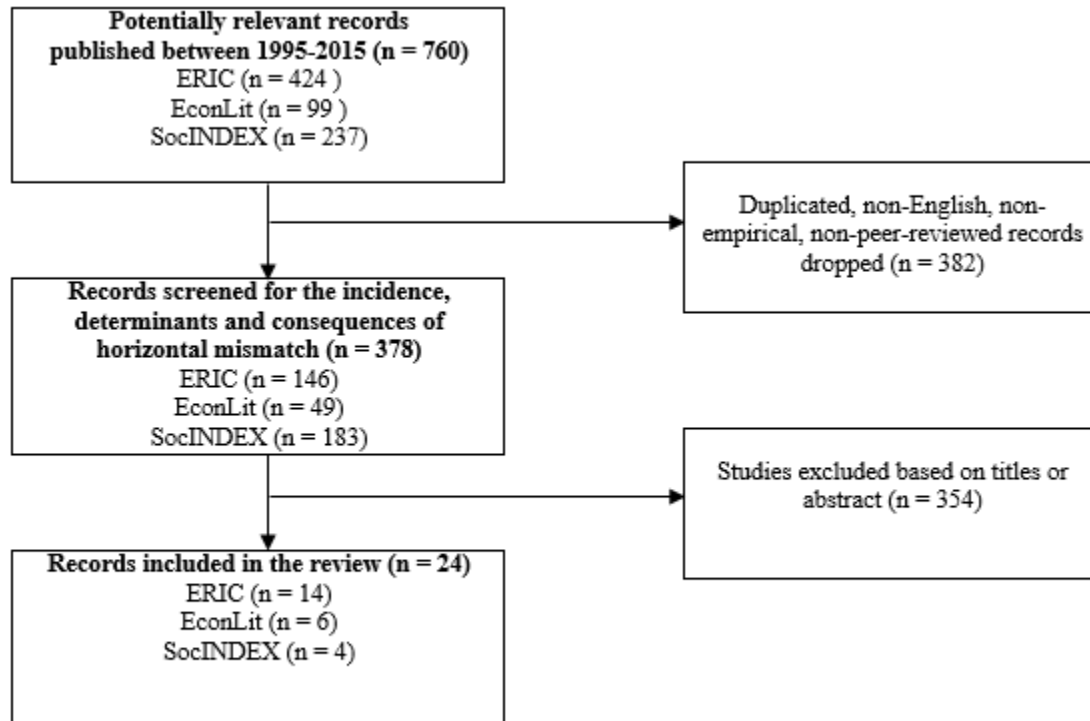 Potentially relevant records
published between 1995-2015 (n = 760)
ERIC (n = 424 )
EconLit (n = 99 )
SocINDEX (n = 237)
Duplicated, non-English, non-
empirical, non-peer-reviewed records
dropped (n = 382)
Records screened for the incidence,
determinants and consequences of
horizontal mismatch (n = 378)
ERIC (n = 146)
EconLit (n = 49)
SocINDEX (n = 183)
Studies excluded based on titles or
abstract (n = 354)
Records included in the review (n = 24)
ERIC (n = 14)
EconLit (n = 6)
SocINDEX (n = 4)